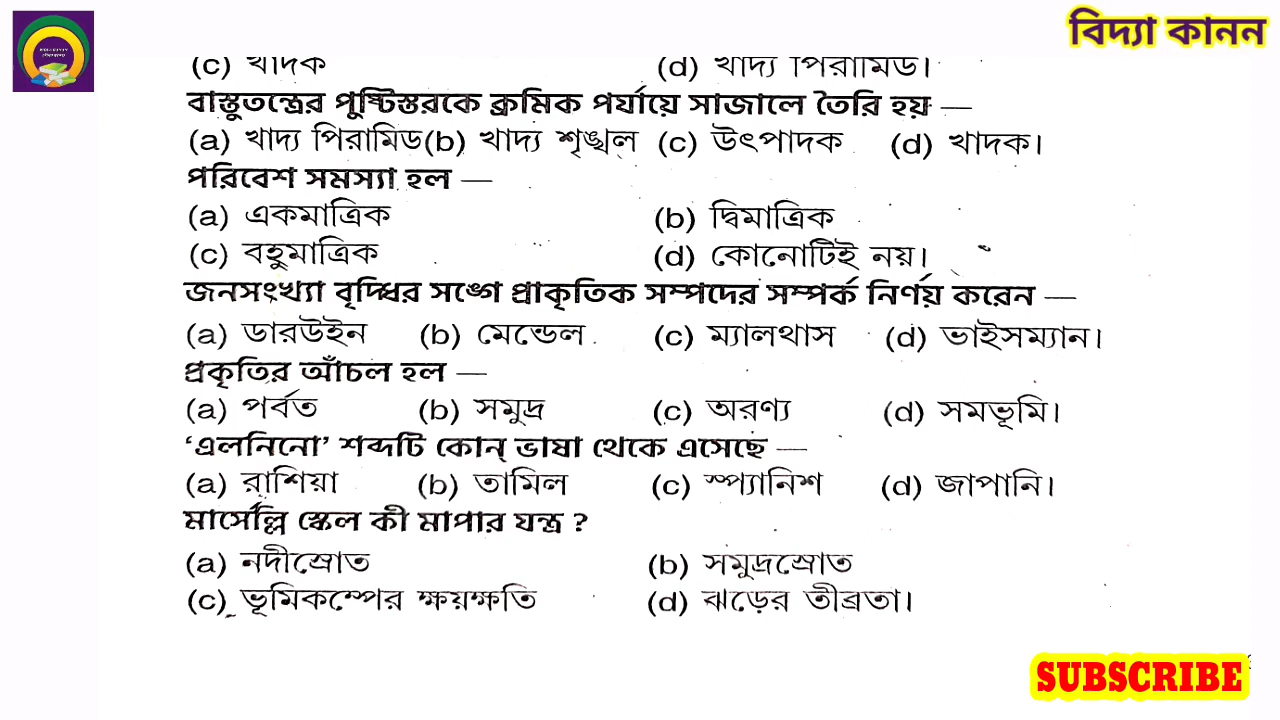 বিদ্যা কানন
(c) খাদক (d) খাদ্য পিরামিড।
বাস্তুতন্ত্রের পুষ্টিস্তরকে ক্রমিক পর্যায়ে সাজালে তৈরি হয় —
(a) খাদ্য পিরামিড (b) খাদ্য শৃঙ্খল (c) উৎপাদক (d) খাদক।
পরিবেশ সমস্যা হল —
(a) একমাত্রিক (b) দ্বিমাত্রিক
(c) বহুমাত্রিক (d) কোনোটিই নয়।
জনসংখ্যা বৃদ্ধির সঙ্গে প্রাকৃতিক সম্পদের সম্পর্ক নির্ণয় করেন —
(a) ডারউইন (b) মেন্ডেল (c) ম্যালথাস (d) ভাইসম্যান।
প্রকৃতির আঁচল হল —
(a) পর্বত (b) সমুদ্র (c) অরণ্য (d) সমভূমি।
‘এলনিনো’ শব্দটি কোন্ ভাষা থেকে এসেছে —
(a) রাশিয়া (b) তামিল (c) স্প্যানিশ (d) জাপানি।
মার্সেল্লি স্কেল কী মাপার যন্ত্র ?
(a) নদীস্রোত (b) সমুদ্রস্রোত
(c) ভূমিকম্পের ক্ষয়ক্ষতি (d) ঝড়ের তীব্রতা।
SUBSCRIBE